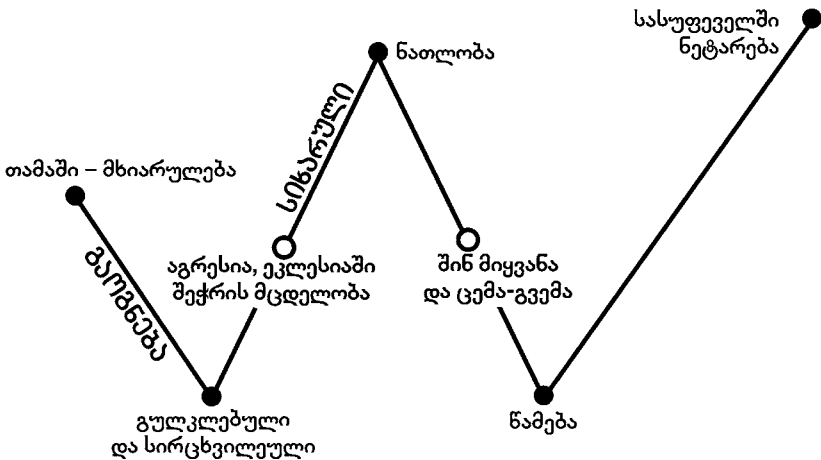 სასუფეველში
ნეტარება
ნათლობა
სიხარული
თამაში – მხიარულება
გაოგნება
აგრესია, ეკლესიაში
შეჭრის მცდელობა
შინ მიყვანა
და ცემა-გვემა
გულკლებული
და სირცხვილეული
წამება